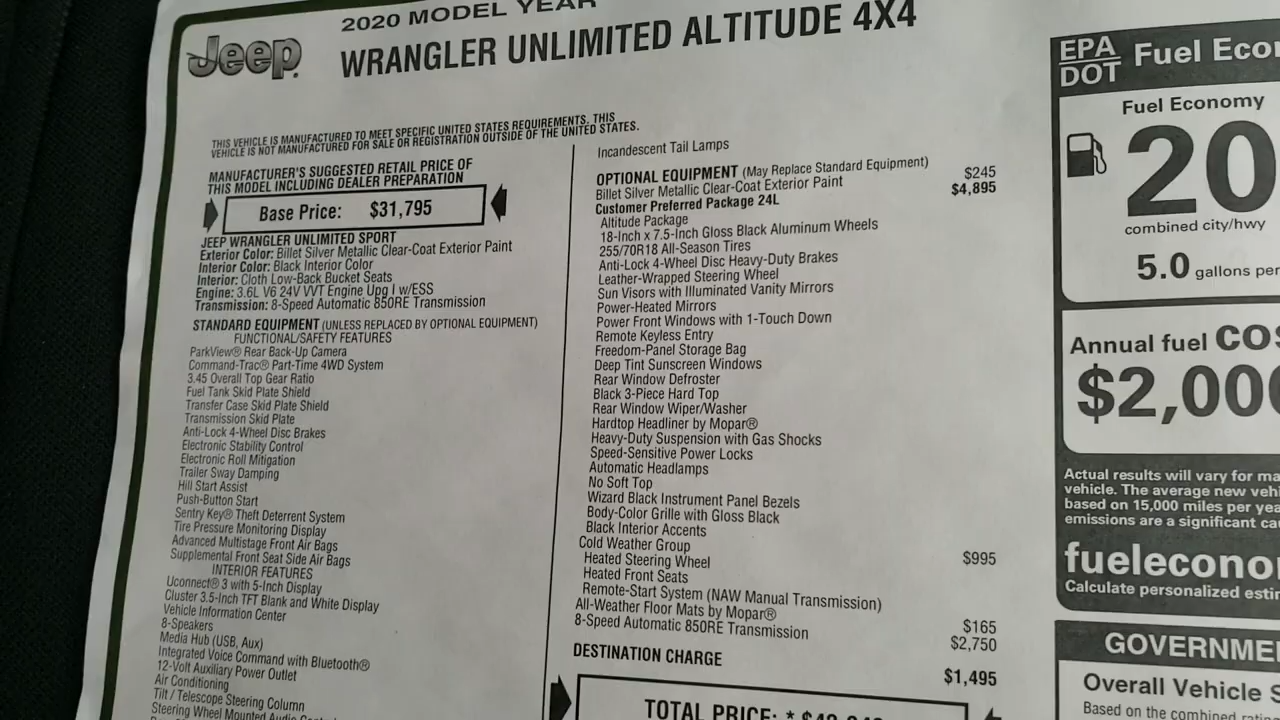 2020 MODEL YEAR
Jeep
WRANGLER UNLIMITED ALTITUDE 4X4
THIS VEHICLE IS MANUFACTURED TO MEET SPECIFIC UNITED STATES REQUIREMENTS. THIS
VEHICLE IS NOT MANUFACTURED FOR SALE OR REGISTRATION OUTSIDE OF THE UNITED STATES.
MANUFACTURER'S SUGGESTED RETAIL PRICE OF
THIS MODEL INCLUDING DEALER PREPARATION
Base Price: $31,795
JEEP WRANGLER UNLIMITED SPORT
Exterior Color: Billet Silver Metallic Clear-Coat Exterior Paint
Interior Color: Black Interior Color
Interior: Cloth Low-Back Bucket Seats
Engine: 3.6L V6 24V VVT Engine Upg I w/ESS
Transmission: 8-Speed Automatic 850RE Transmission
STANDARD EQUIPMENT (UNLESS REPLACED BY OPTIONAL EQUIPMENT)
FUNCTIONAL/SAFETY FEATURES
ParkView® Rear Back-Up Camera
Command-Trac® Part-Time 4WD System
3.45 Overall Top Gear Ratio
Fuel Tank Skid Plate Shield
Transfer Case Skid Plate Shield
Transmission Skid Plate
Anti-Lock 4-Wheel Disc Brakes
Electronic Stability Control
Electronic Roll Mitigation
Trailer Sway Damping
Hill Start Assist
Push-Button Start
Sentry Key® Theft Deterrent System
Tire Pressure Monitoring Display
Advanced Multistage Front Air Bags
Supplemental Front Seat Side Air Bags
INTERIOR FEATURES
Uconnect® 3 with 5-Inch Display
Cluster 3.5-Inch TFT Blank and White Display
Vehicle Information Center
8-Speakers
Media Hub (USB, Aux)
Integrated Voice Command with Bluetooth®
12-Volt Auxiliary Power Outlet
Air Conditioning
Tilt / Telescope Steering Column
Steering Wheel Mounted Audio
Incandescent Tail Lamps
OPTIONAL EQUIPMENT (May Replace Standard Equipment)
Billet Silver Metallic Clear-Coat Exterior Paint $245
Customer Preferred Package 24L $4,895
Altitude Package
18-Inch x 7.5-Inch Gloss Black Aluminum Wheels
255/70R18 All-Season Tires
Anti-Lock 4-Wheel Disc Heavy-Duty Brakes
Leather-Wrapped Steering Wheel
Sun Visors with Illuminated Vanity Mirrors
Power-Heated Mirrors
Power Front Windows with 1-Touch Down
Remote Keyless Entry
Freedom-Panel Storage Bag
Deep Tint Sunscreen Windows
Rear Window Defroster
Black 3-Piece Hard Top
Rear Window Wiper/Washer
Hardtop Headliner by Mopar®
Heavy-Duty Suspension with Gas Shocks
Speed-Sensitive Power Locks
Automatic Headlamps
No Soft Top
Wizard Black Instrument Panel Bezels
Body-Color Grille with Gloss Black
Black Interior Accents
Cold Weather Group $995
Heated Steering Wheel
Heated Front Seats
Remote-Start System (NAW Manual Transmission)
All-Weather Floor Mats by Mopar® $165
8-Speed Automatic 850RE Transmission $2,750
DESTINATION CHARGE $1,495
TOTAL PRICE: *
EPA
DOT
Fuel Econ
Fuel Economy
20
combined city/hwy
5.0 gallons per
Annual fuel COS
$2,00
Actual results will vary for ma
vehicle. The average new vehi
based on 15,000 miles per yea
emissions are a significant ca
fuelecono
Calculate personalized estim
GOVERNME
Overall Vehicle S
Based on the combined